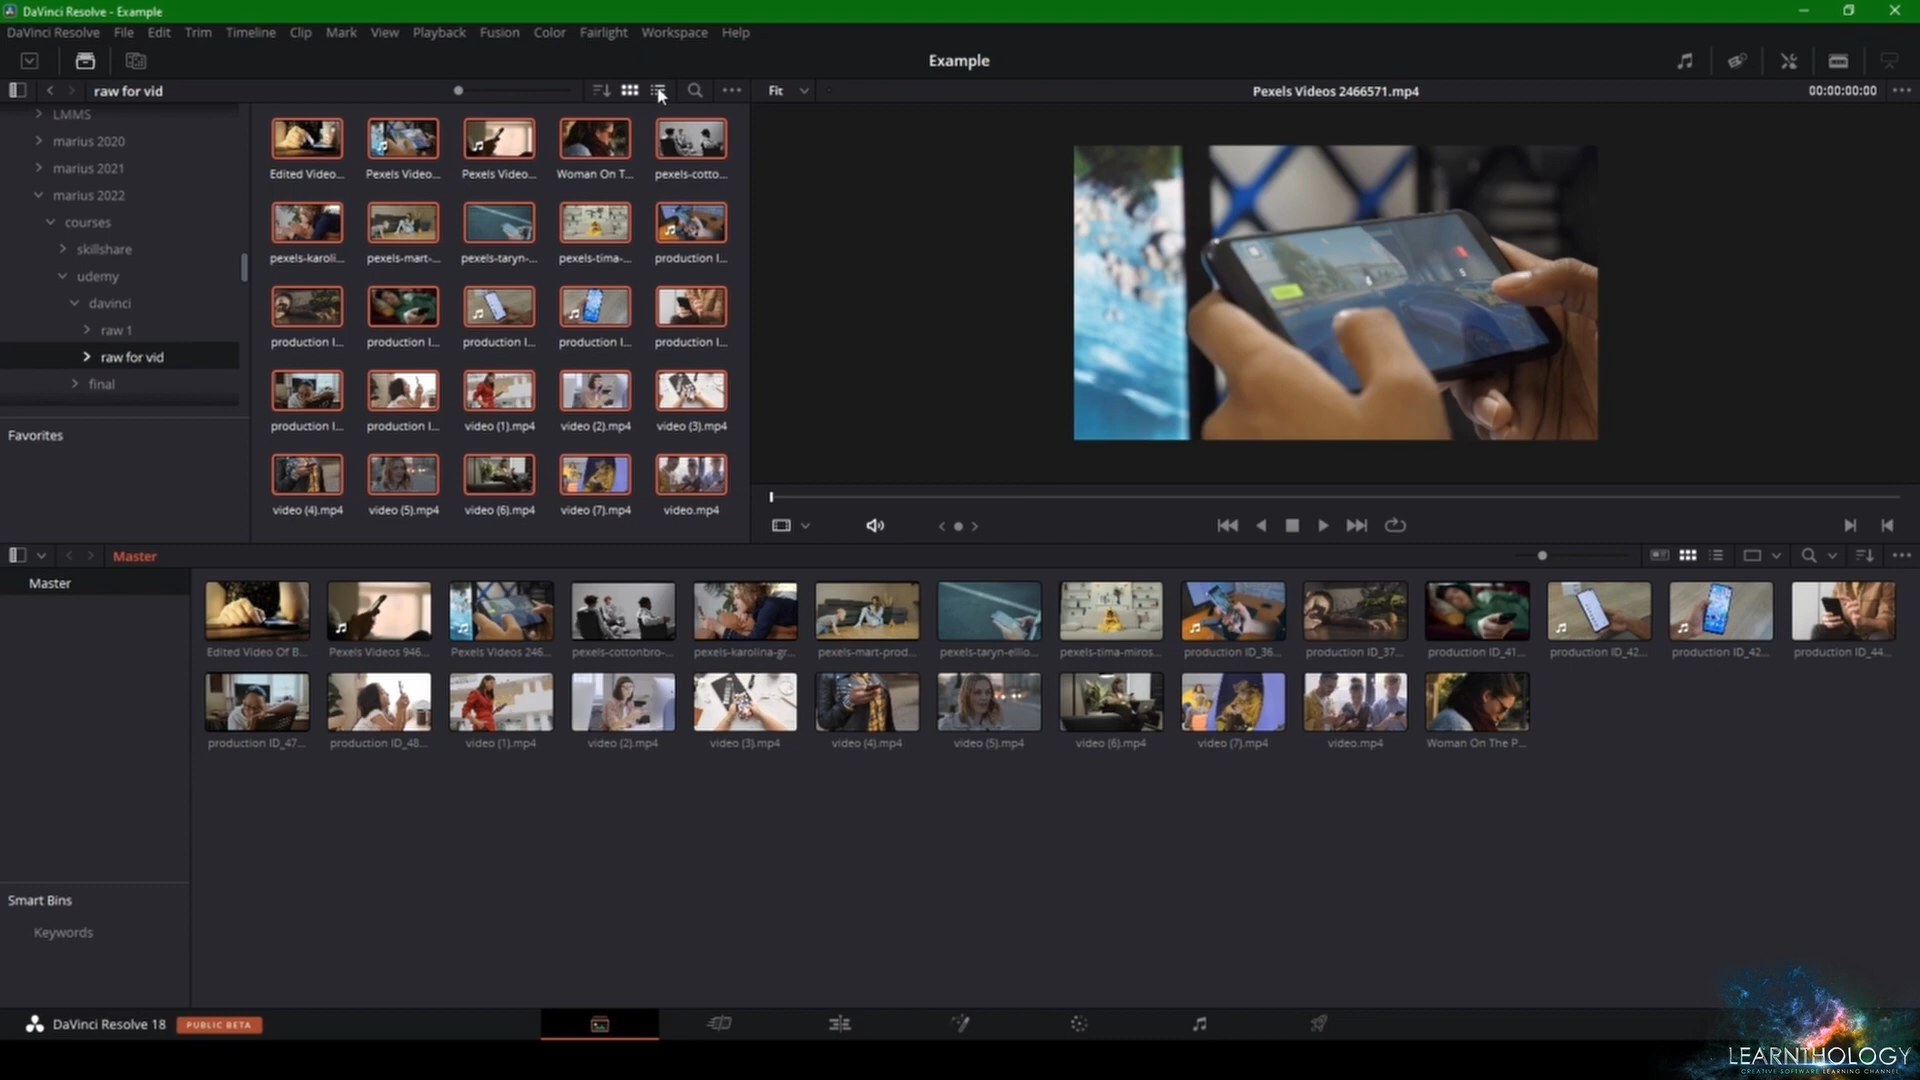 DaVinci Resolve - Example
DaVinci Resolve File Edit Trim Timeline Clip Mark View Playback Fusion Color Fairlight Workspace Help
Example
raw for vid
Fit
Pexels Videos 2466571.mp4
00:00:00:00
LMMS
marius 2020
marius 2021
marius 2022
courses
skillshare
udemy
davinci
raw 1
raw for vid
final
Favorites
Edited Video... Pexels Video... Pexels Video... Woman On T... pexels-cotto...
pexels-karoli... pexels-mart-... pexels-taryn-... pexels-tima-... production I...
production I... production I... production I... production I... production I...
production I... production I... video (1).mp4 video (2).mp4 video (3).mp4
video (4).mp4 video (5).mp4 video (6).mp4 video (7).mp4 video.mp4
Master
Master
Edited Video Of B... Pexels Videos 946... Pexels Videos 246... pexels-cottonbro-... pexels-karolina-gr... pexels-mart-prod... pexels-taryn-ellio... pexels-tima-miros... production ID_36... production ID_37... production ID_41... production ID_42... production ID_42... production ID_44...
production ID_47... production ID_48... video (1).mp4 video (2).mp4 video (3).mp4 video (4).mp4 video (5).mp4 video (6).mp4 video (7).mp4 video.mp4 Woman On The P...
Smart Bins
Keywords
DaVinci Resolve 18
PUBLIC BETA
LEARNTHOLOGY
CREATIVE SOFTWARE LEARNING CHANNEL